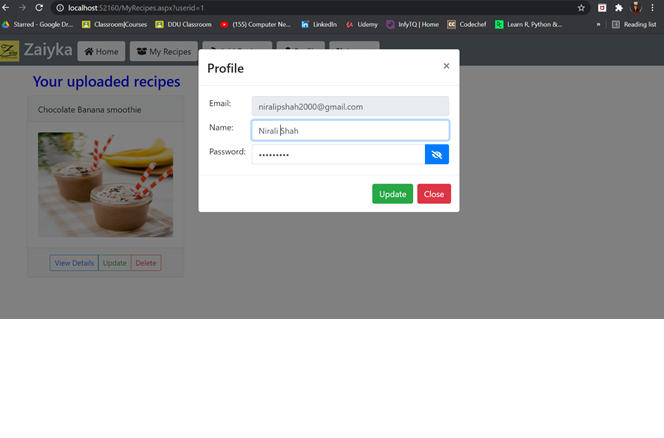 localhost:52160/MyRecipes.aspx?userid=1
Starred - Google Dr... Classroom|Courses DDU Classroom (155) Computer Ne... LinkedIn Udemy InfyTQ | Home Codechef Learn R, Python &... Reading list
Zaiyka Home My Recipes
Your uploaded recipes
Chocolate Banana smoothie
View Details Update Delete
Profile ×
Email: niralipshah2000@gmail.com
Name: Nirali Shah
Password: •••••••••
Update Close